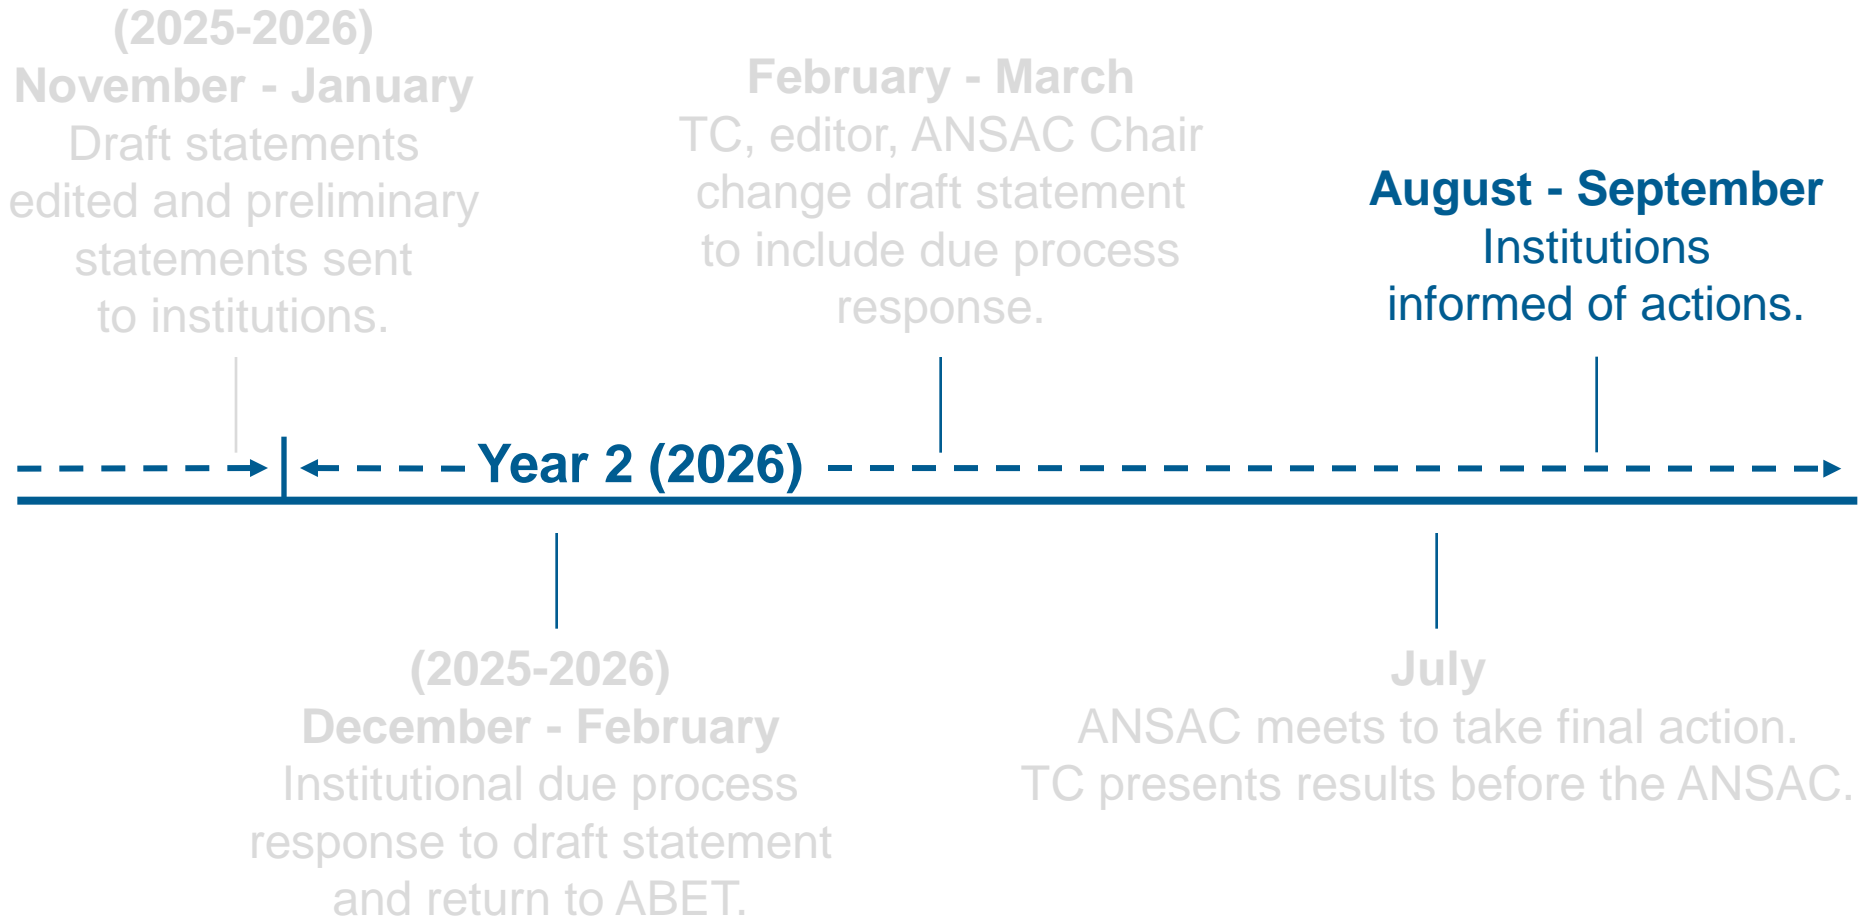 (2025-2026)
November - January
Draft statements
edited and preliminary
statements sent
to institutions.
February - March
TC, editor, ANSAC Chair
change draft statement
to include due process
response.
August - September
Institutions
informed of actions.
Year 2 (2026)
(2025-2026)
December - February
Institutional due process
response to draft statement
and return to ABET.
July
ANSAC meets to take final action.
TC presents results before the ANSAC.